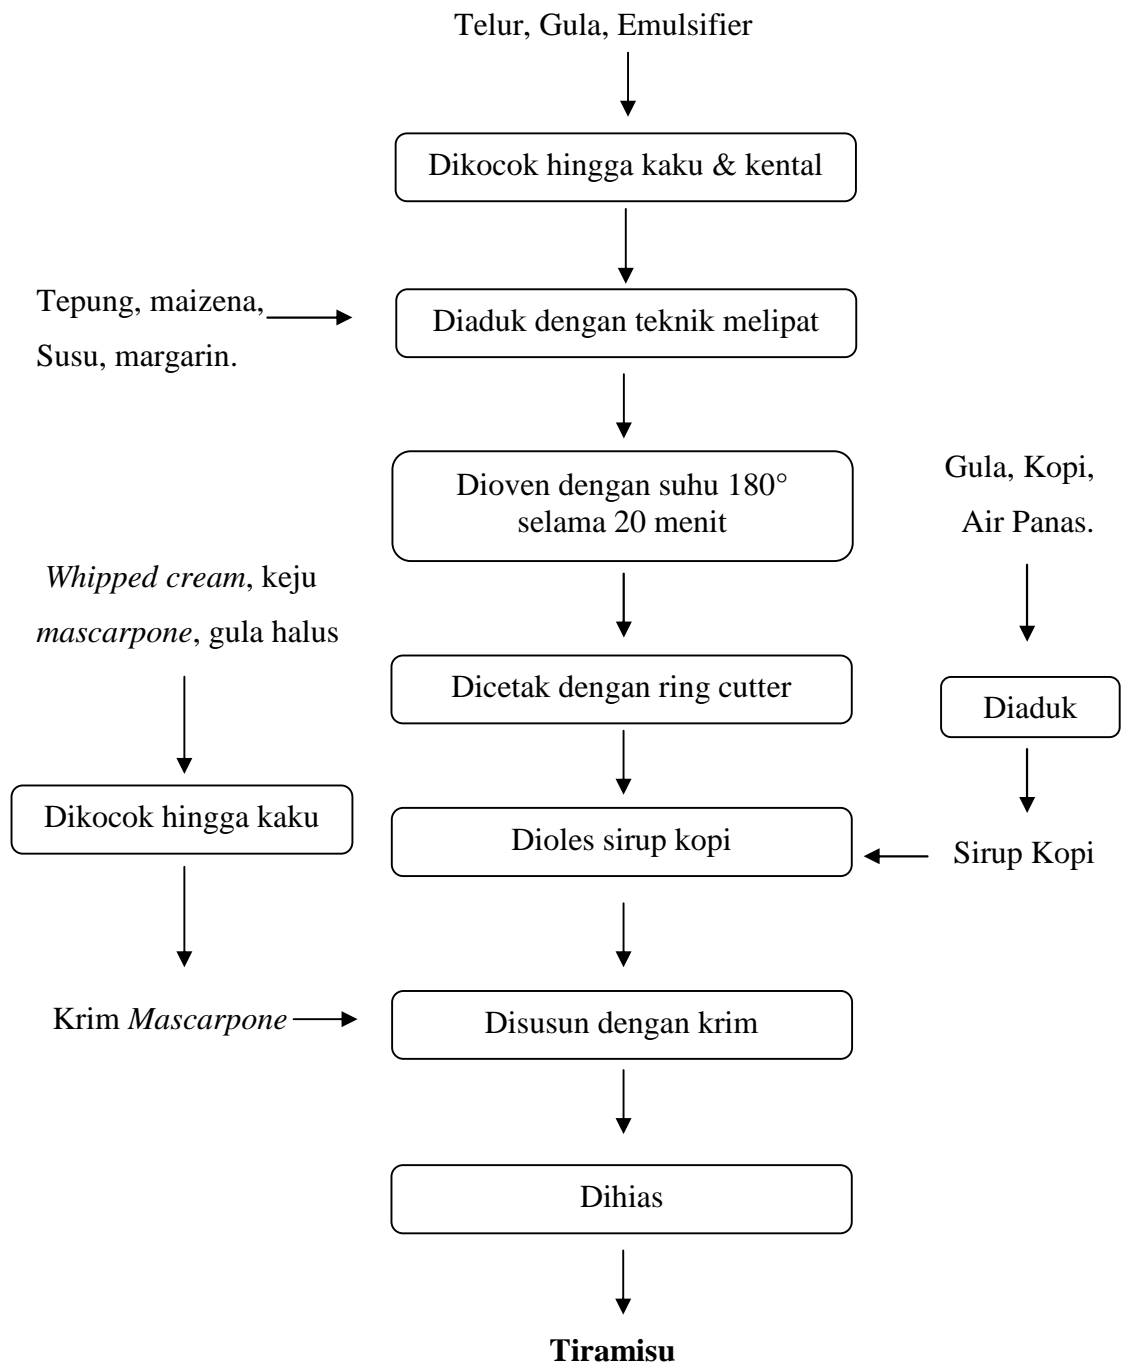 Telur, Gula, Emulsifier
Dikocok hingga kaku & kental
Tepung, maizena,
Susu, margarin.
Diaduk dengan teknik melipat
Dioven dengan suhu 180°
selama 20 menit
Gula, Kopi,
Air Panas.
Whipped cream, keju
mascarpone, gula halus
Dicetak dengan ring cutter
Diaduk
Dikocok hingga kaku
Dioles sirup kopi
Sirup Kopi
Krim Mascarpone
Disusun dengan krim
Dihias
Tiramisu